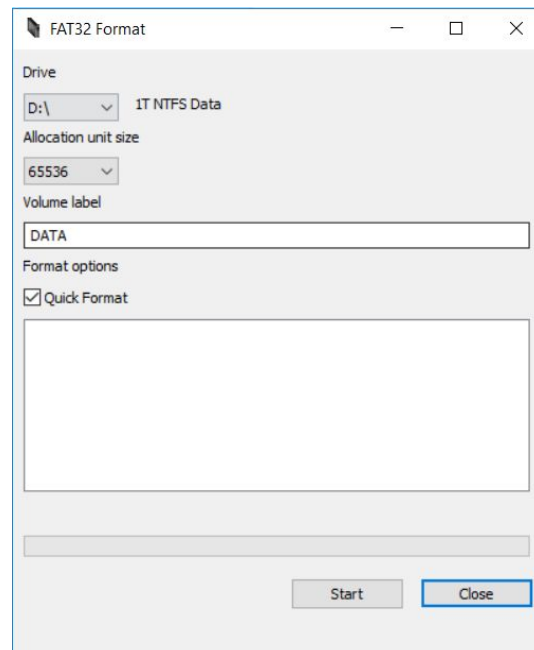 FAT32 Format
Drive
D:\ 1T NTFS Data
Allocation unit size
65536
Volume label
DATA
Format options
Quick Format
Start Close